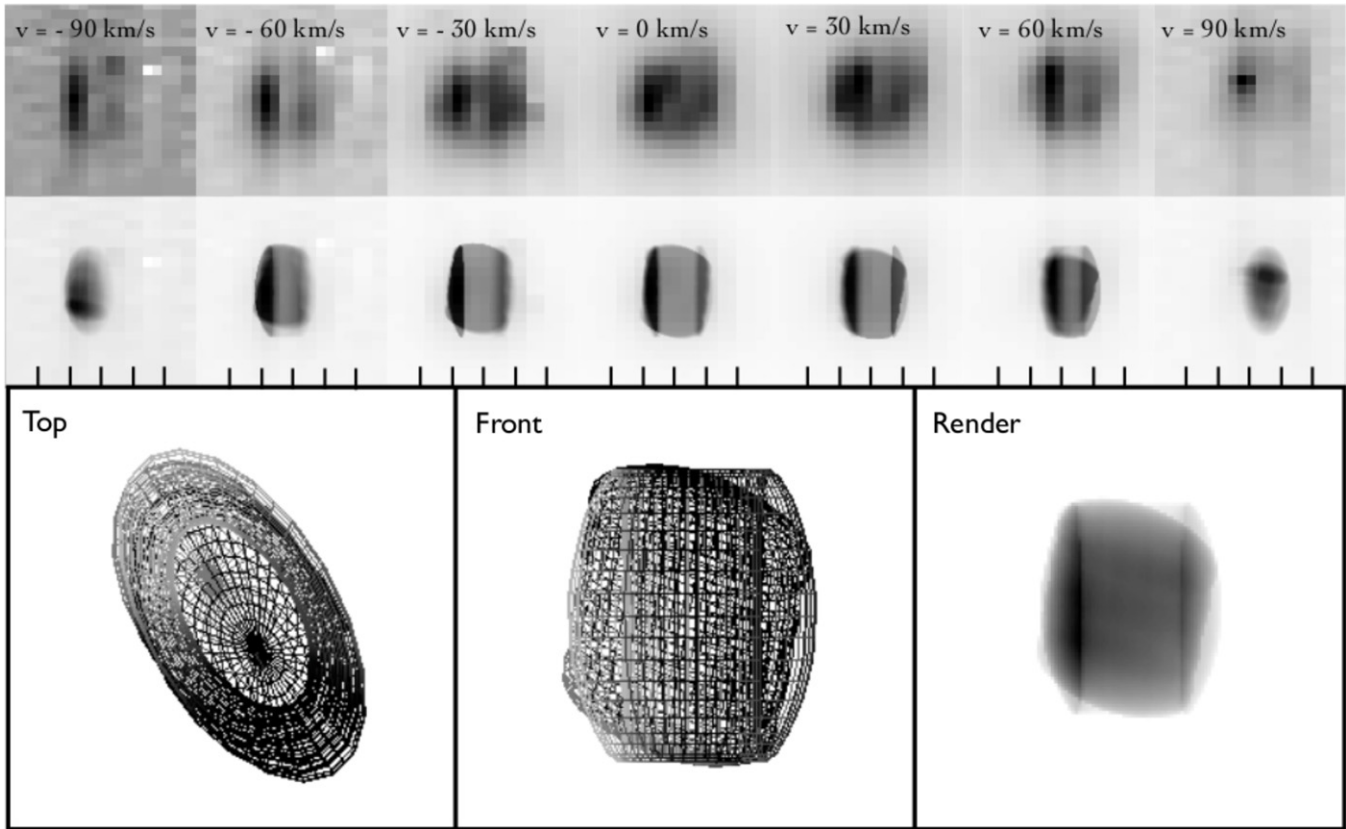 v = - 90 km/s
v = - 60 km/s
v = - 30 km/s
v = 0 km/s
v = 30 km/s
v = 60 km/s
v = 90 km/s
Top
Front
Render